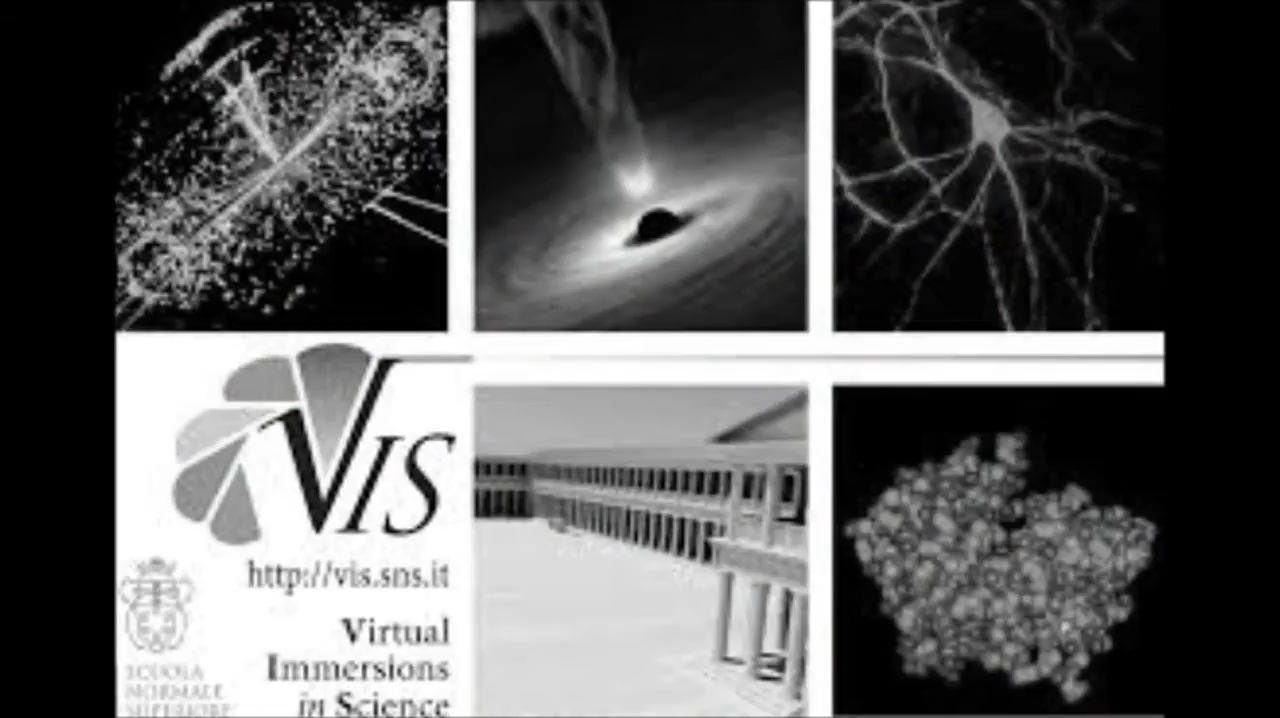 VIS
http://vis.sns.it
Virtual
Immersions
in Science
SCUOLA
NORMALE
SUPERIORE